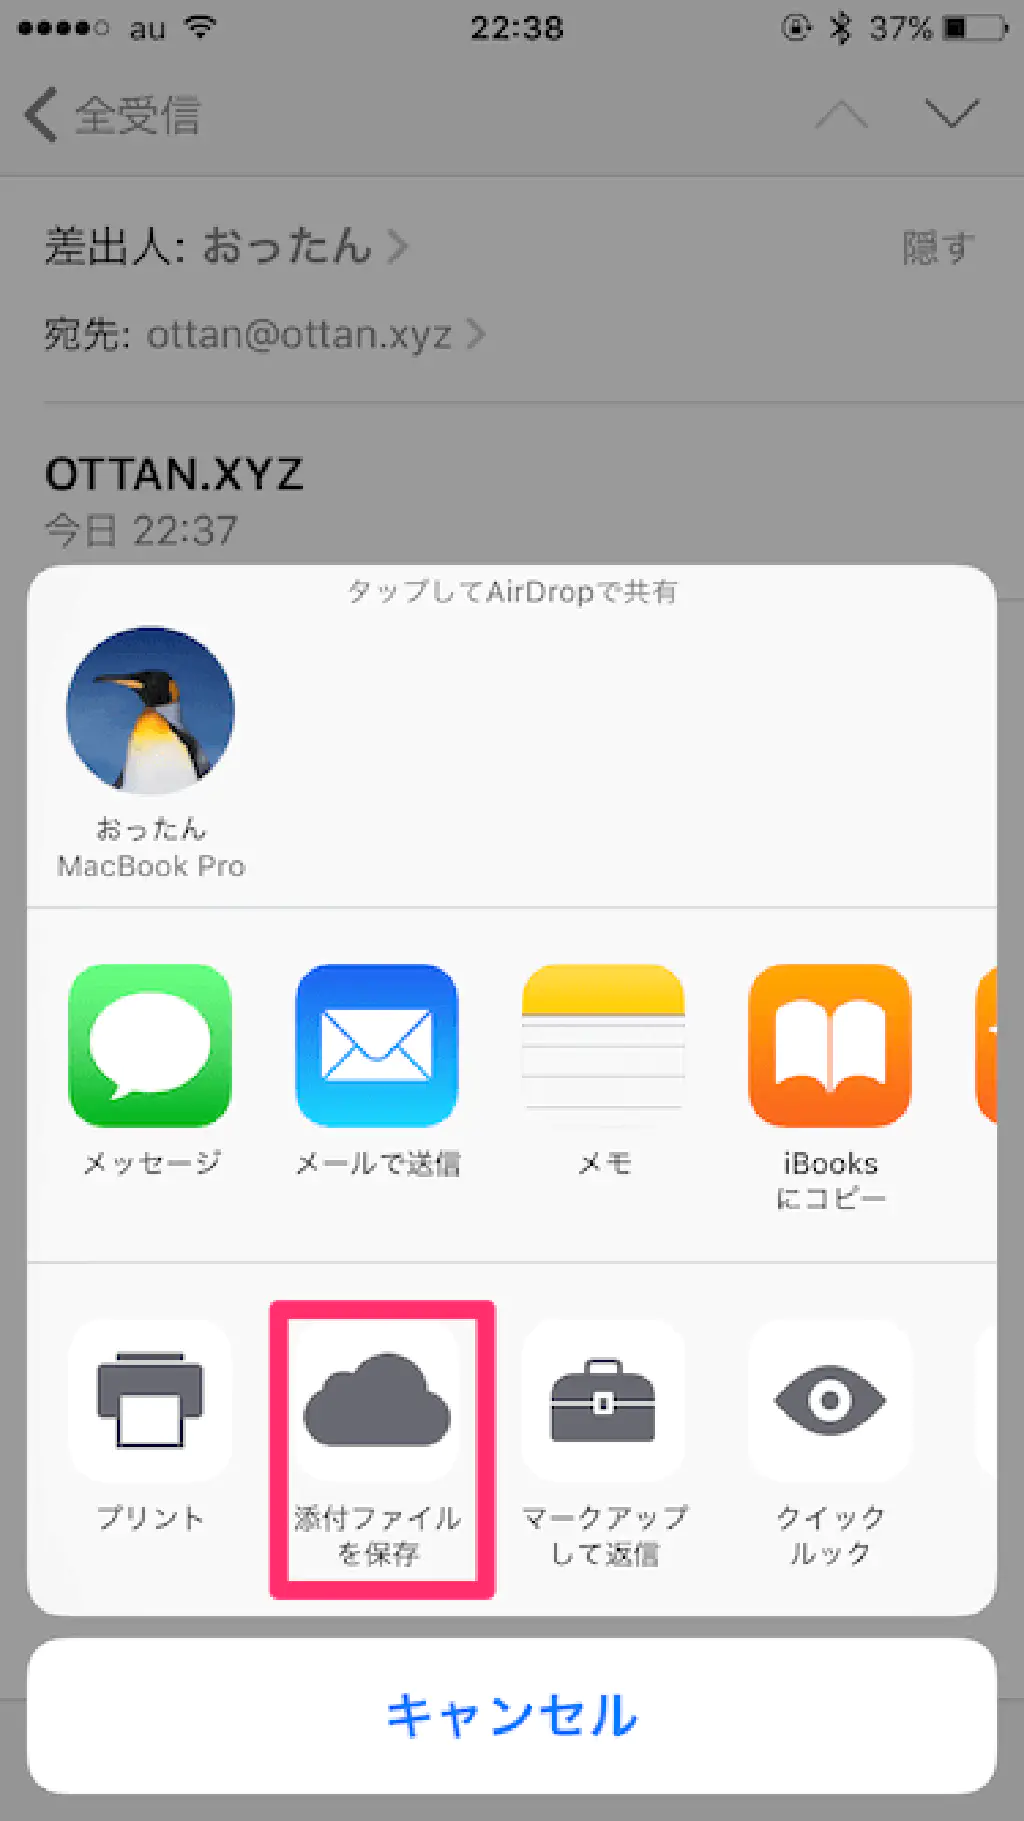 au 22:38 37%
全受信
差出人: おったん 隠す
宛先: ottan@ottan.xyz
OTTAN.XYZ
今日 22:37
タップしてAirDropで共有
おったん
MacBook Pro
メッセージ メールで送信 メモ iBooks
にコピー
プリント 添付ファイル マークアップ クイック
を保存 して返信 ルック
キャンセル